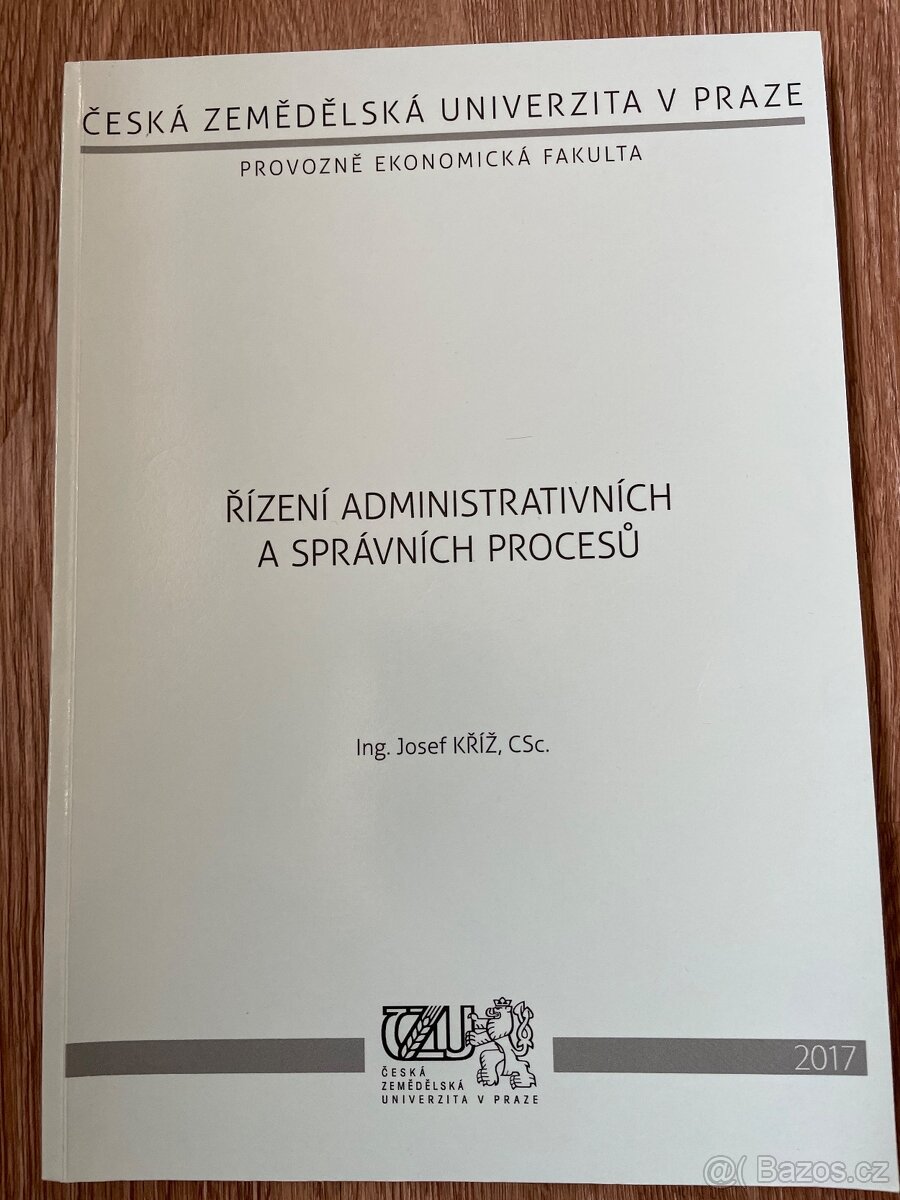 ČESKÁ ZEMĚDĚLSKÁ UNIVERZITA V PRAZE
PROVOZNĚ EKONOMICKÁ FAKULTA
ŘÍZENÍ ADMINISTRATIVNÍCH
A SPRÁVNÍCH PROCESŮ
Ing. Josef KŘÍŽ, CSc.
ČZU
ČESKÁ
ZEMĚDĚLSKÁ
UNIVERZITA V PRAZE
2017
@( Bazos.cz